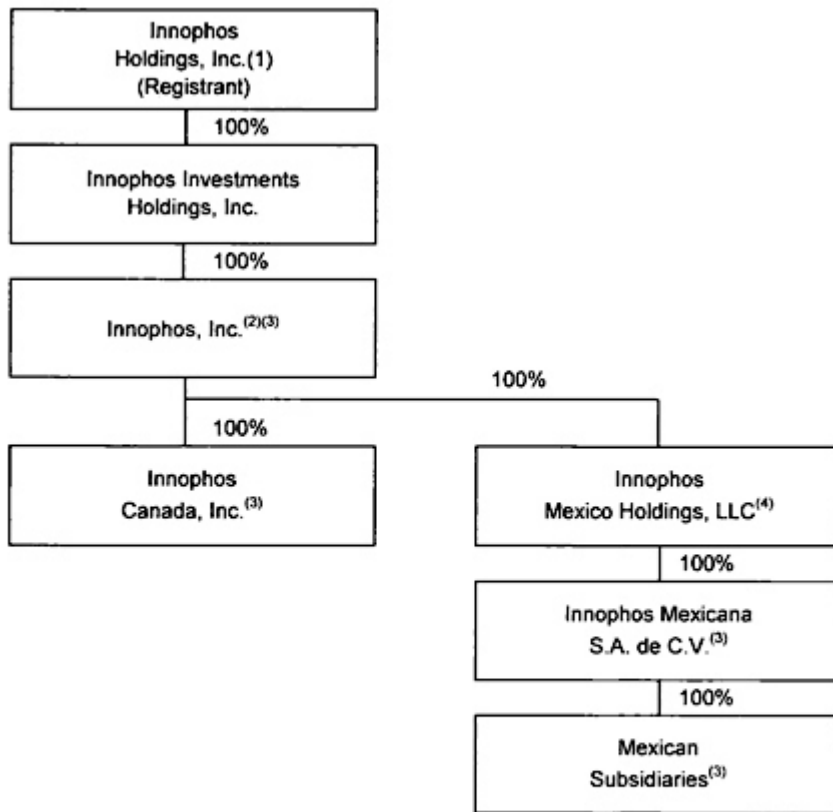 Innophos
Holdings, Inc.(1)
(Registrant)
100%
Innophos Investments
Holdings, Inc.
100%
Innophos, Inc.(2)(3)
100%
100%
Innophos
Canada, Inc.(3)
Innophos
Mexico Holdings, LLC(4)
100%
Innophos Mexicana
S.A. de C.V.(3)
100%
Mexican
Subsidiaries(3)